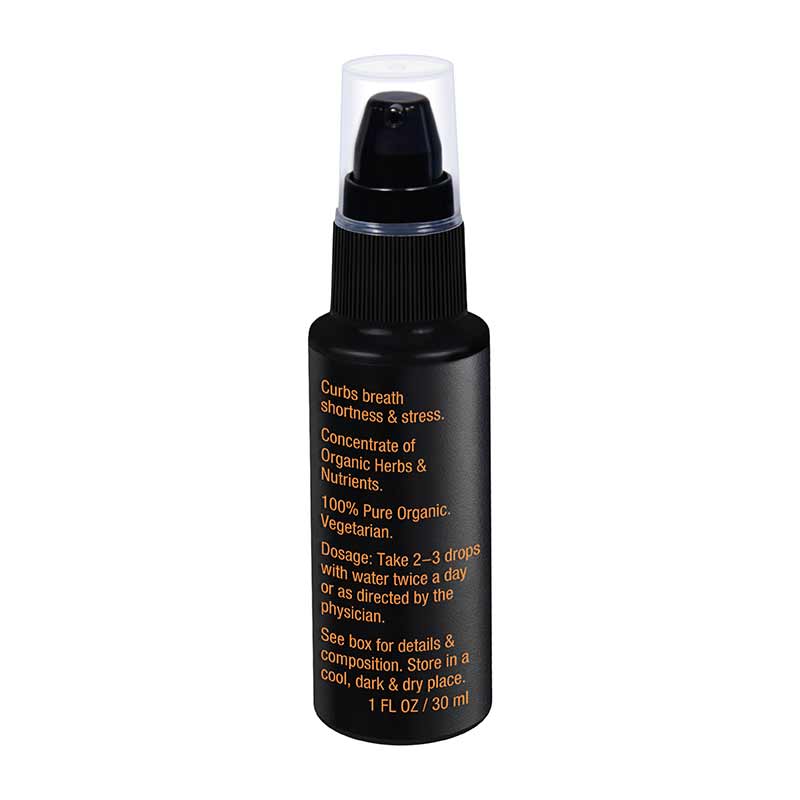 Curbs breath
shortness & stress.
Concentrate of
Organic Herbs &
Nutrients.
100% Pure Organic.
Vegetarian.
Dosage: Take 2–3 drops
with water twice a day
or as directed by the
physician.
See box for details &
composition. Store in a
cool, dark & dry place.
1 FL OZ / 30 ml